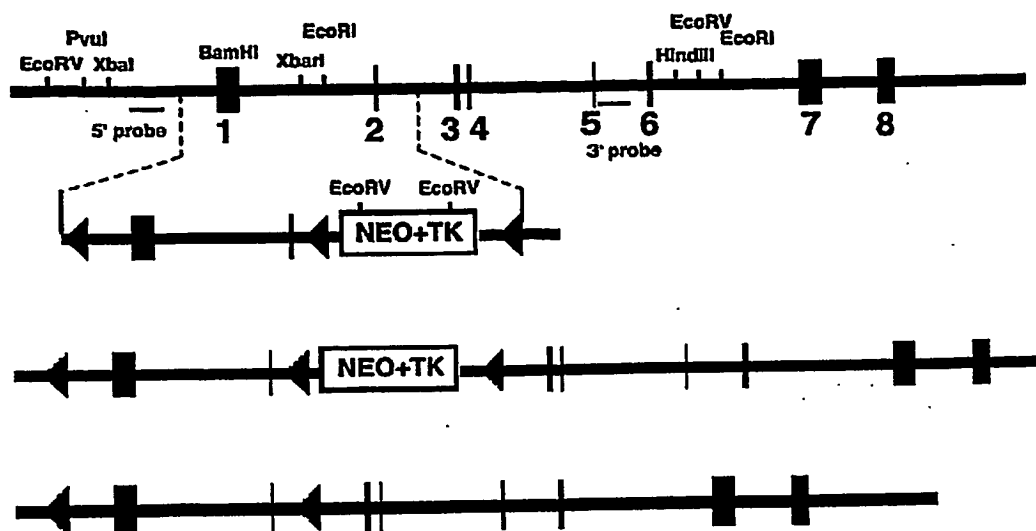 PvuI
EcoRV XbaI
BamHI
EcoRI
XbarI
EcoRV
HindIII
EcoRI
5' probe
1
2
3 4
5
3' probe
6
7
8
EcoRV EcoRV
NEO+TK
NEO+TK